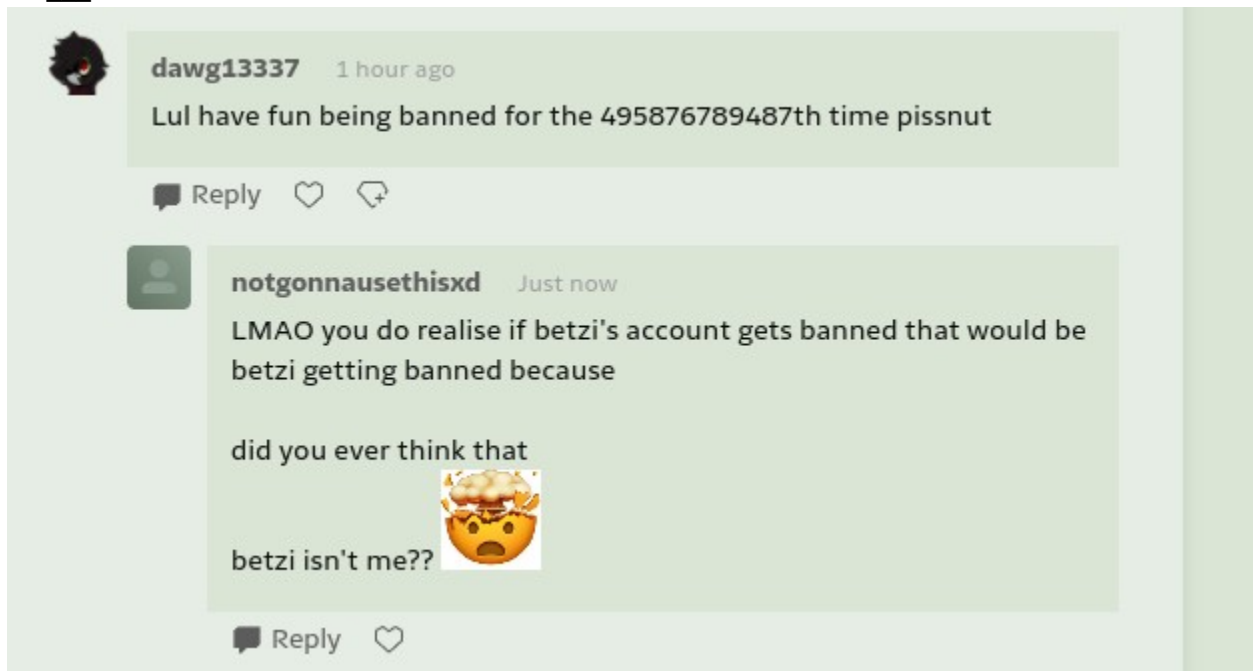 dawg13337 1 hour ago
Lul have fun being banned for the 495876789487th time pissnut
Reply
notgonnausethisxd Just now
LMAO you do realise if betzi's account gets banned that would be
betzi getting banned because
did you ever think that
betzi isn't me??
Reply